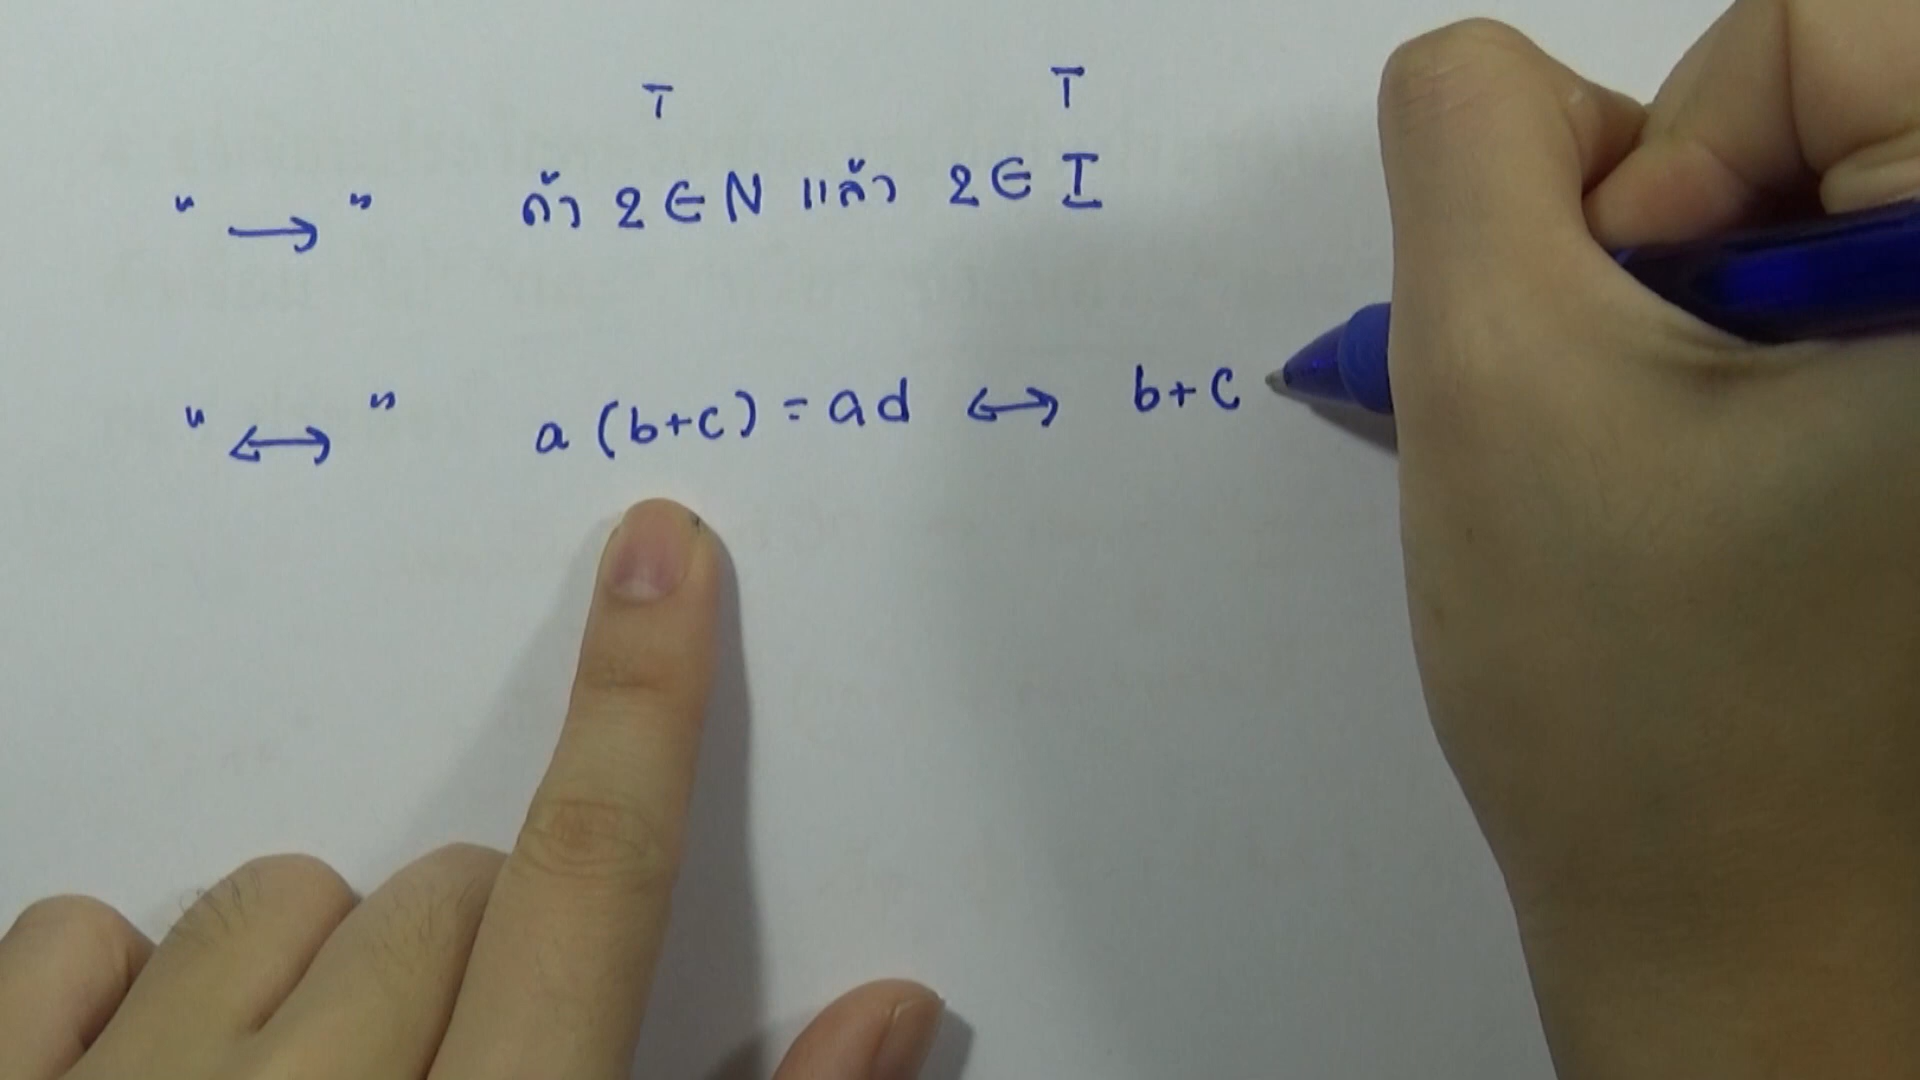 T T
" → " ถ้า 2 ∈ N แล้ว 2 ∈ I
" ↔ " a (b+c) = ad ↔ b+c